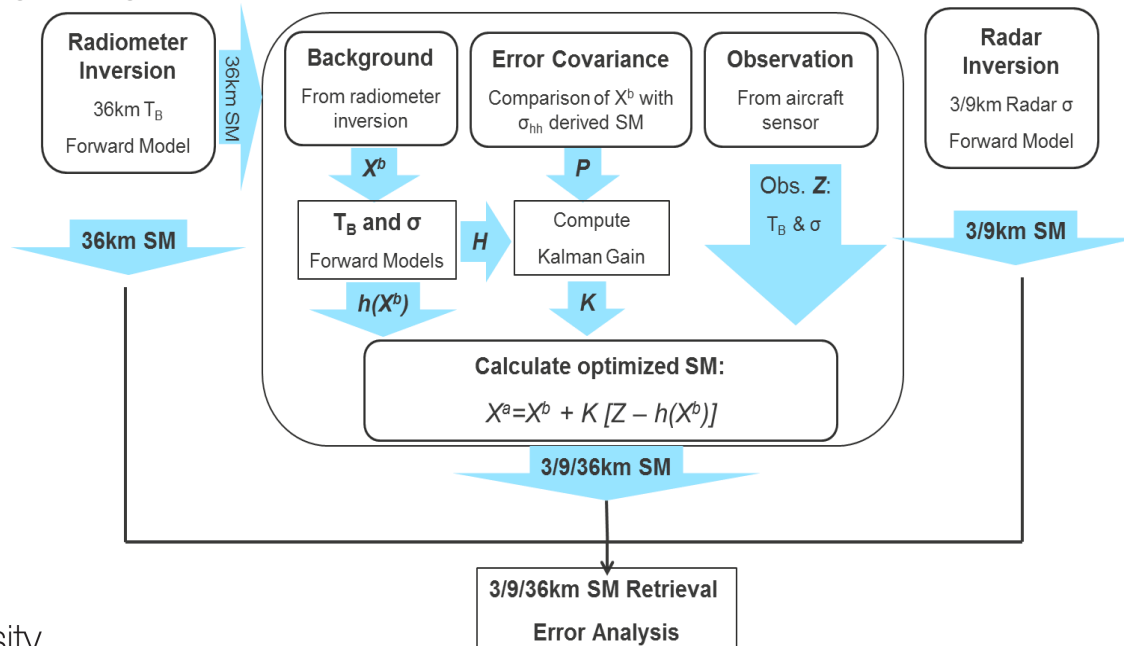 Radiometer
Inversion
36km T_B
Forward Model
36km SM
Background
From radiometer
inversion
Error Covariance
Comparison of X^b with
σ_hh derived SM
Observation
From aircraft
sensor
Radar
Inversion
3/9km Radar σ
Forward Model
X^b
P
Obs. Z:
T_B & σ
T_B and σ
Forward Models
H
Compute
Kalman Gain
36km SM
3/9km SM
h(X^b)
K
Calculate optimized SM:
X^a=X^b + K [Z – h(X^b)]
3/9/36km SM
3/9/36km SM Retrieval
Error Analysis
sity